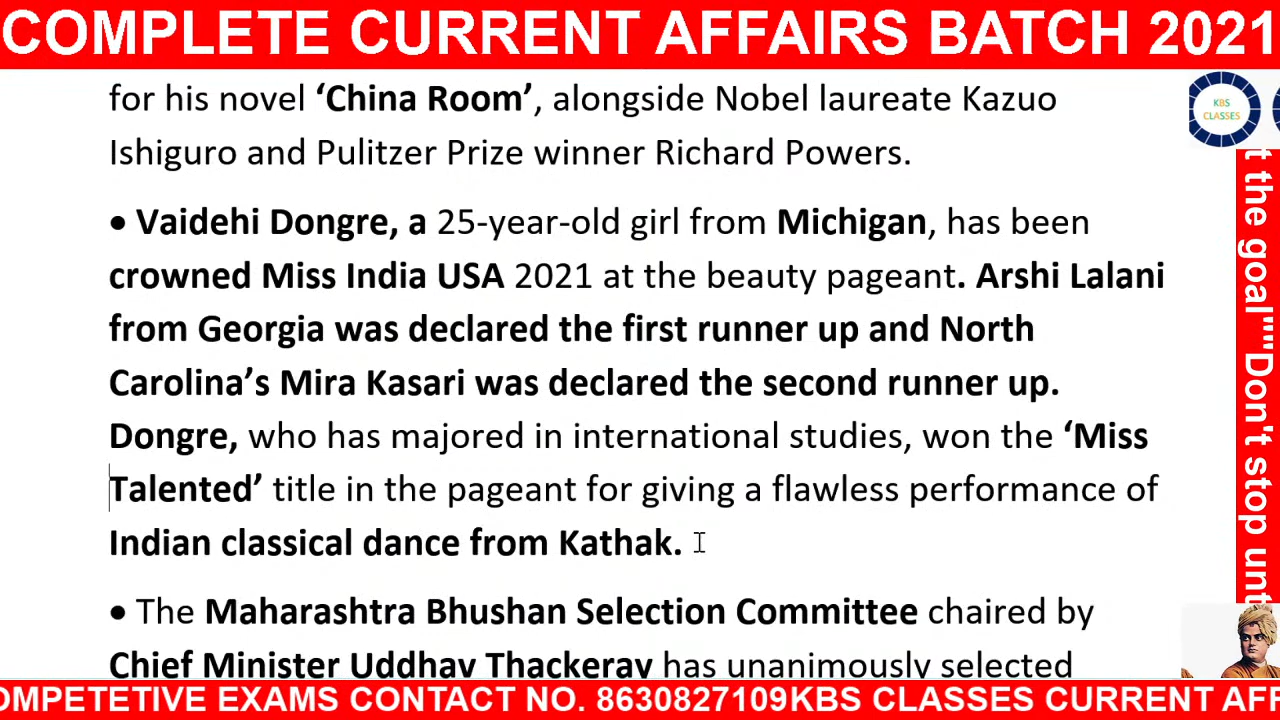 COMPLETE CURRENT AFFAIRS BATCH 2021
for his novel ‘China Room’, alongside Nobel laureate Kazuo
Ishiguro and Pulitzer Prize winner Richard Powers.
KBS
CLASSES
• Vaidehi Dongre, a 25-year-old girl from Michigan, has been
crowned Miss India USA 2021 at the beauty pageant. Arshi Lalani
from Georgia was declared the first runner up and North
Carolina’s Mira Kasari was declared the second runner up.
Dongre, who has majored in international studies, won the ‘Miss
Talented’ title in the pageant for giving a flawless performance of
Indian classical dance from Kathak.
• The Maharashtra Bhushan Selection Committee chaired by
Chief Minister Uddhav Thackeray has unanimously selected
t the goal""Don't stop unt
OMPETETIVE EXAMS CONTACT NO. 8630827109KBS CLASSES CURRENT AFF